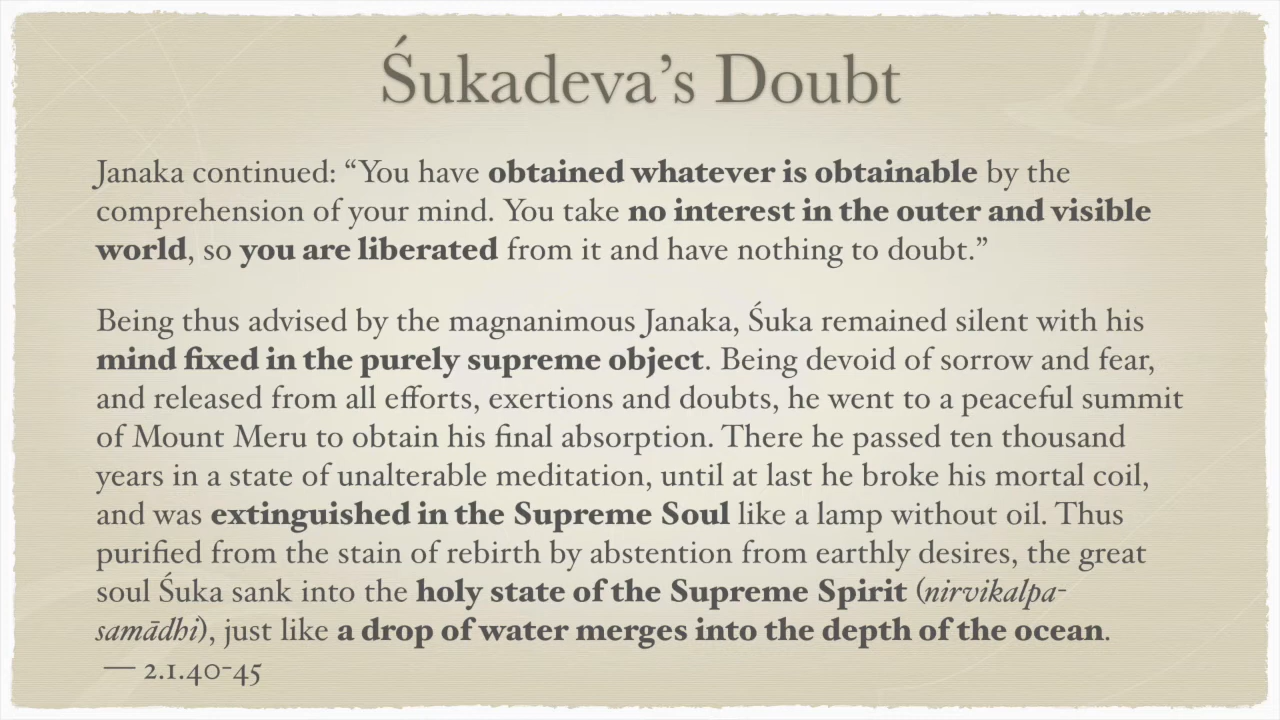 Śukadeva’s Doubt
Janaka continued: “You have obtained whatever is obtainable by the
comprehension of your mind. You take no interest in the outer and visible
world, so you are liberated from it and have nothing to doubt.”
Being thus advised by the magnanimous Janaka, Śuka remained silent with his
mind fixed in the purely supreme object. Being devoid of sorrow and fear,
and released from all efforts, exertions and doubts, he went to a peaceful summit
of Mount Meru to obtain his final absorption. There he passed ten thousand
years in a state of unalterable meditation, until at last he broke his mortal coil,
and was extinguished in the Supreme Soul like a lamp without oil. Thus
purified from the stain of rebirth by abstention from earthly desires, the great
soul Śuka sank into the holy state of the Supreme Spirit (nirvikalpa-
samādhi), just like a drop of water merges into the depth of the ocean.
— 2.1.40-45